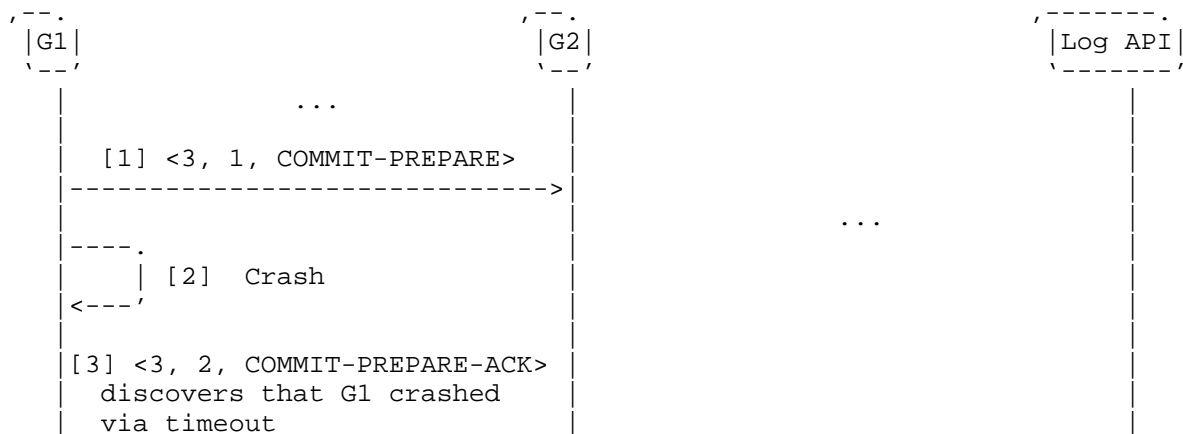 G1 G2 Log API
...
[1] <3, 1, COMMIT-PREPARE>
...
[2] Crash
[3] <3, 2, COMMIT-PREPARE-ACK>
discovers that G1 crashed
via timeout